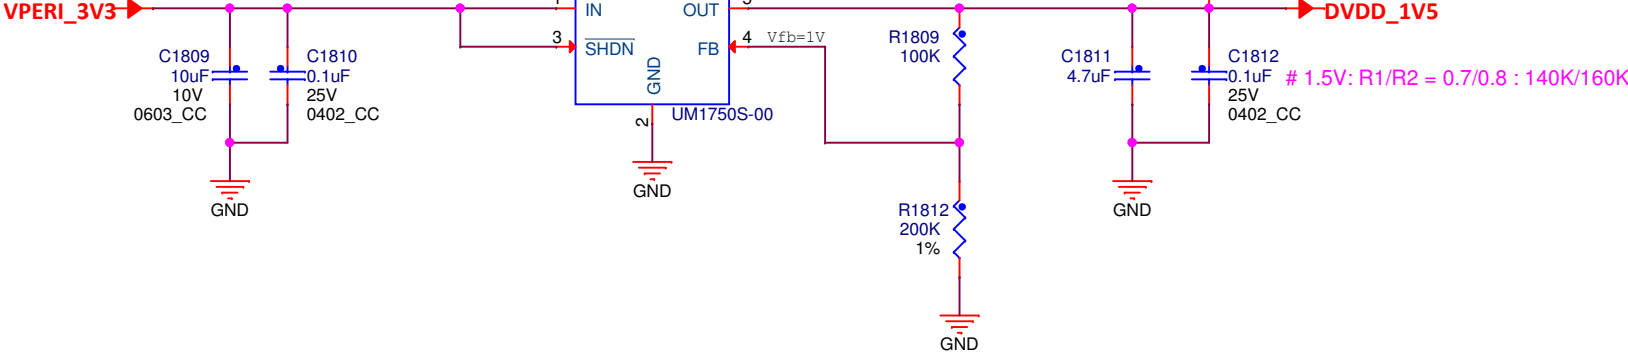 VPERI_3V3
IN
OUT
DVDD_1V5
3
SHDN
FB
4
Vfb=1V
GND
2
UM1750S-00
GND
C1809
10uF
10V
0603_CC
C1810
0.1uF
25V
0402_CC
GND
R1809
100K
R1812
200K
1%
GND
C1811
4.7uF
C1812
0.1uF
25V
0402_CC
GND
# 1.5V: R1/R2 = 0.7/0.8 : 140K/160K